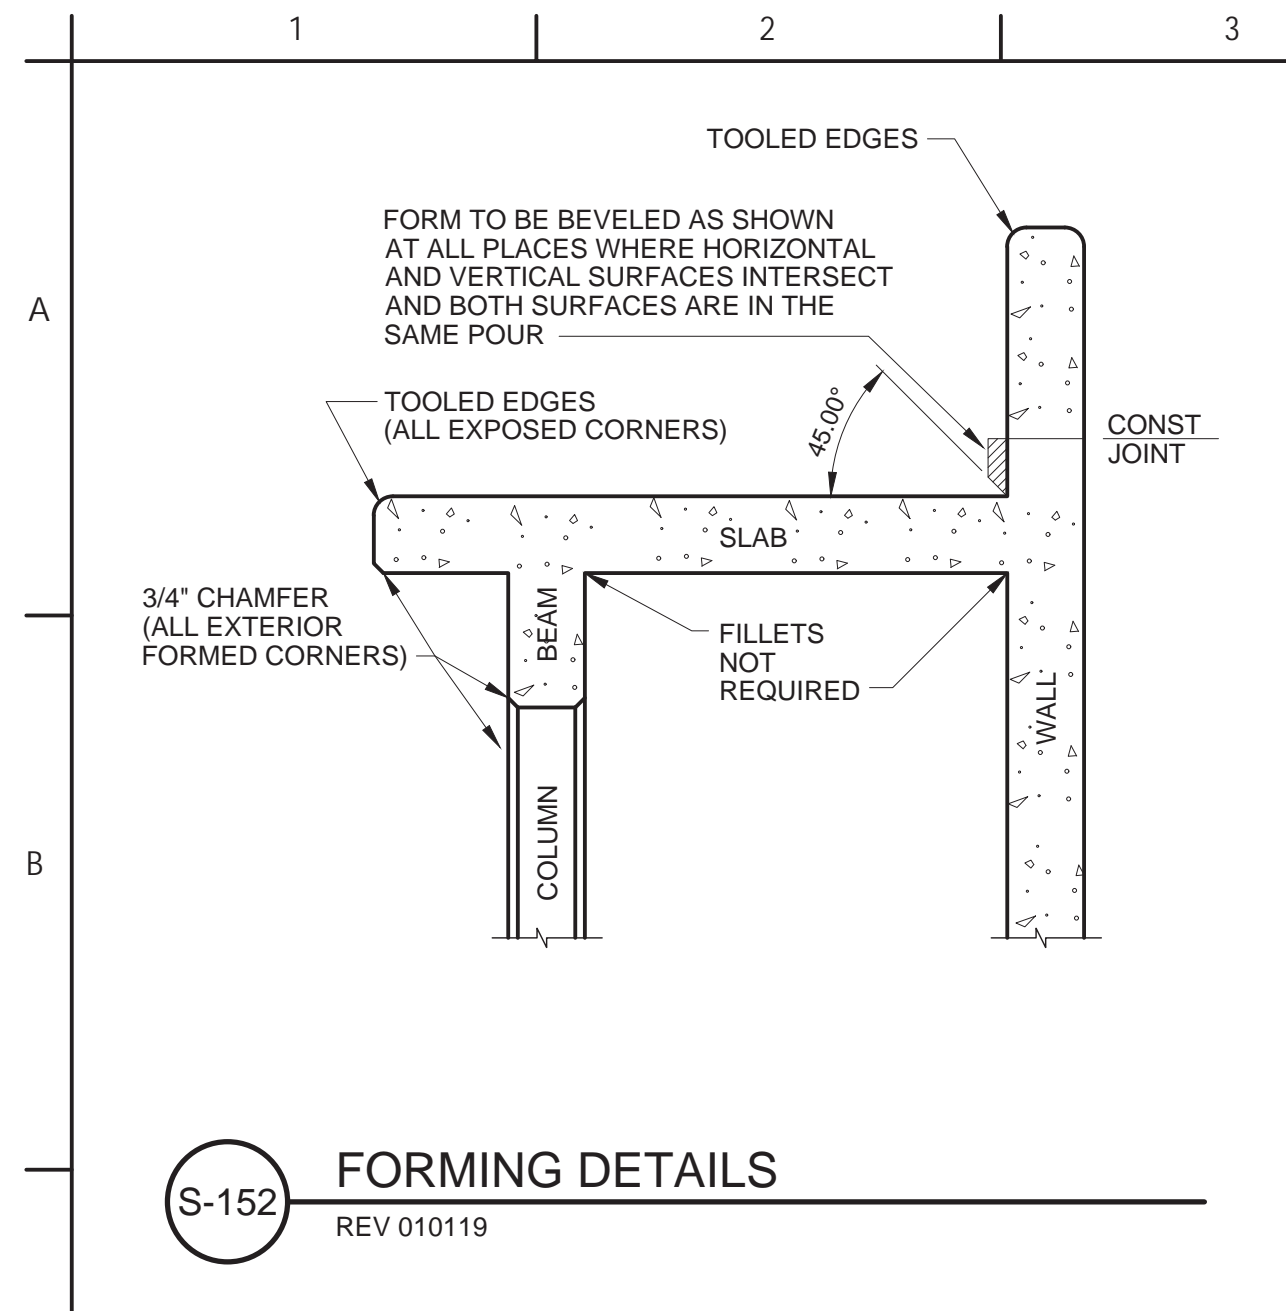 1
2
3
A
B
TOOLED EDGES
FORM TO BE BEVELED AS SHOWN
AT ALL PLACES WHERE HORIZONTAL
AND VERTICAL SURFACES INTERSECT
AND BOTH SURFACES ARE IN THE
SAME POUR
TOOLED EDGES
(ALL EXPOSED CORNERS)
45.00°
CONST
JOINT
SLAB
3/4" CHAMFER
(ALL EXTERIOR
FORMED CORNERS)
BEAM
FILLETS
NOT
REQUIRED
WALL
COLUMN
S-152
FORMING DETAILS
REV 010119